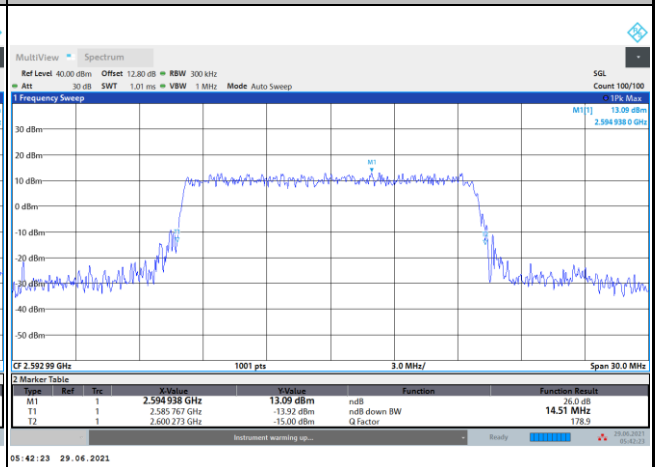 MultiView Spectrum
Ref Level 40.00 dBm Offset 12.80 dB RBW 300 kHz SGL
Att 30 dB SWT 1.01 ms VBW 1 MHz Mode Auto Sweep Count 100/100
1 Frequency Sweep 1Pk Max
M1[1] 13.09 dBm
2.594 938 0 GHz
30 dBm
20 dBm
M1
10 dBm
0 dBm
-10 dBm
-20 dBm
-30 dBm
-40 dBm
-50 dBm
CF 2.592 99 GHz 1001 pts 3.0 MHz/ Span 30.0 MHz
2 Marker Table
Type Ref Trc X-Value Y-Value Function Function Result
M1 1 2.594 938 GHz 13.09 dBm ndB 26.0 dB
T1 1 2.585 767 GHz -13.92 dBm ndB down BW 14.51 MHz
T2 1 2.600 273 GHz -15.00 dBm Q Factor 178.9
Instrument warming up... Ready 29.06.2021
05:42:23
05:42:23 29.06.2021